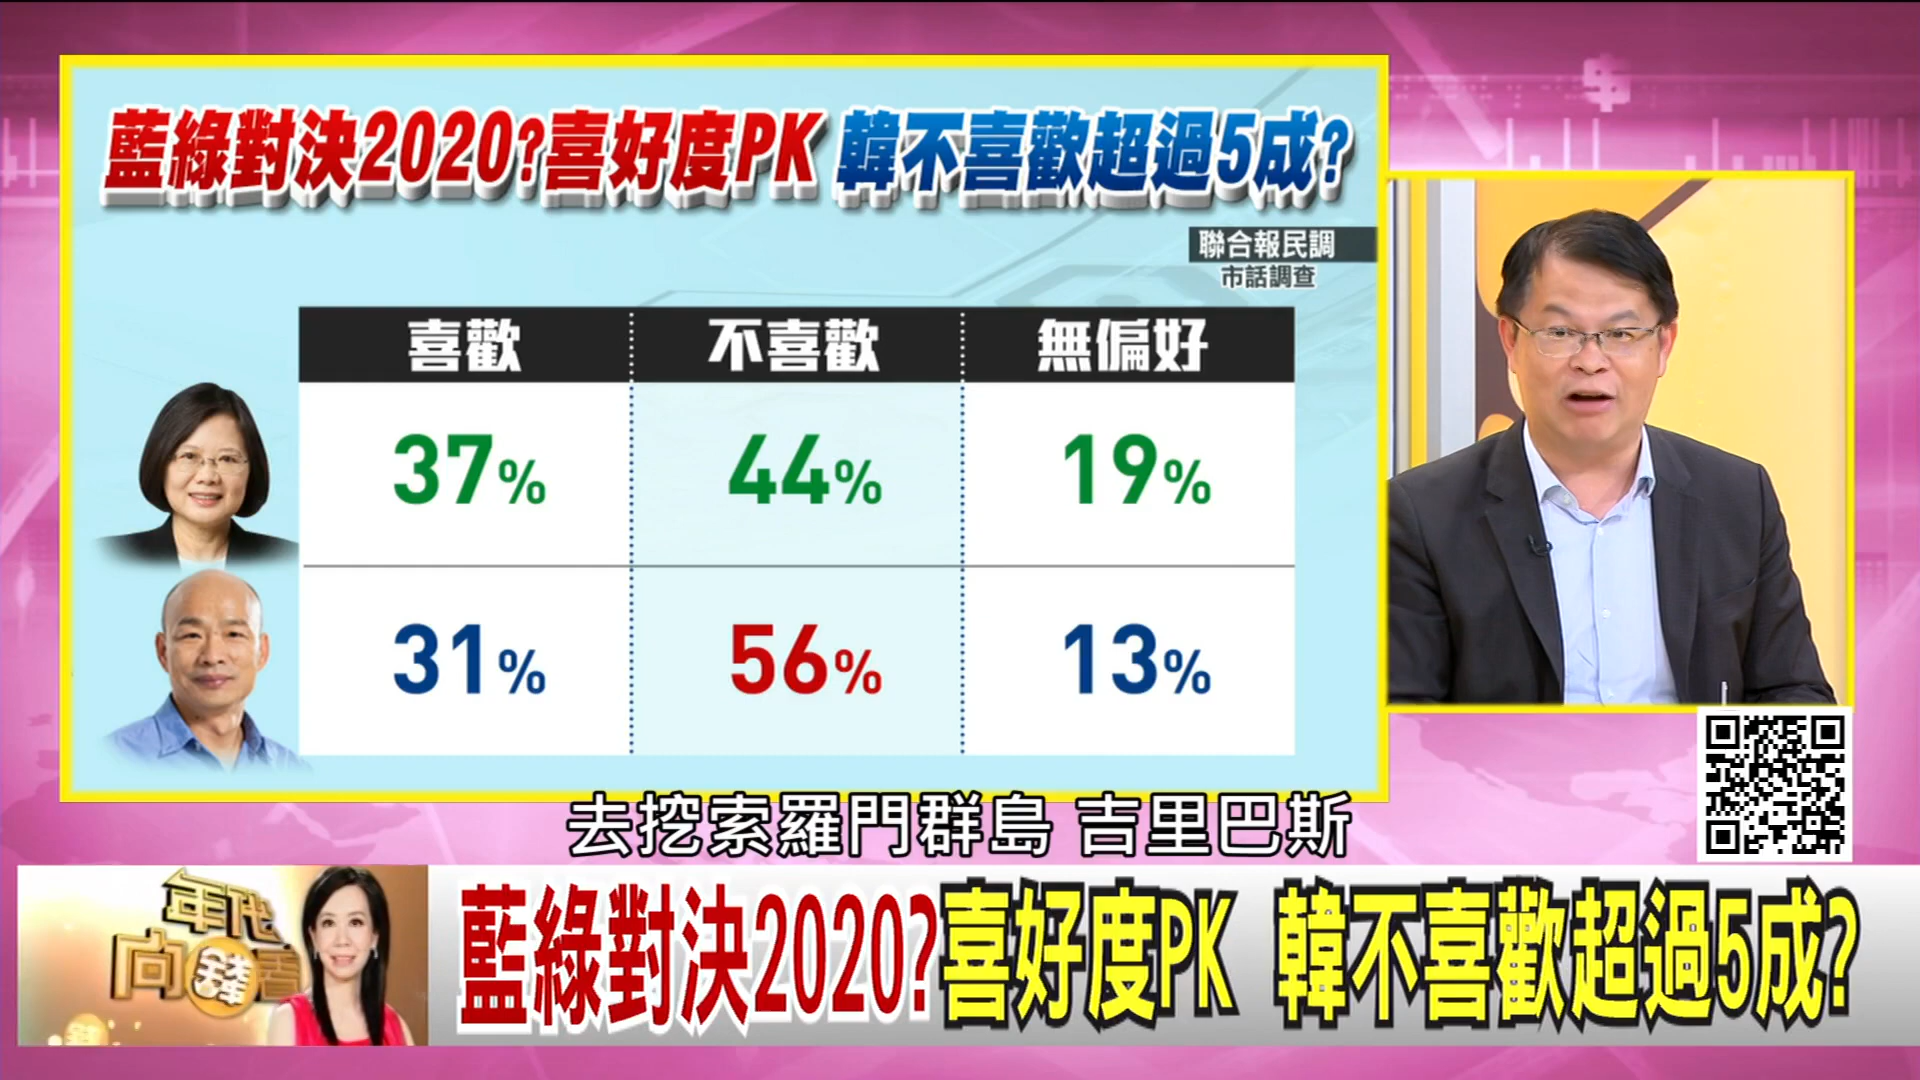 藍綠對決2020?喜好度PK 韓不喜歡超過5成?
聯合報民調
市話調查
喜歡 不喜歡 無偏好
37% 44% 19%
31% 56% 13%
去挖索羅門群島 吉里巴斯
年代
向錢看
藍綠對決2020?喜好度PK 韓不喜歡超過5成?